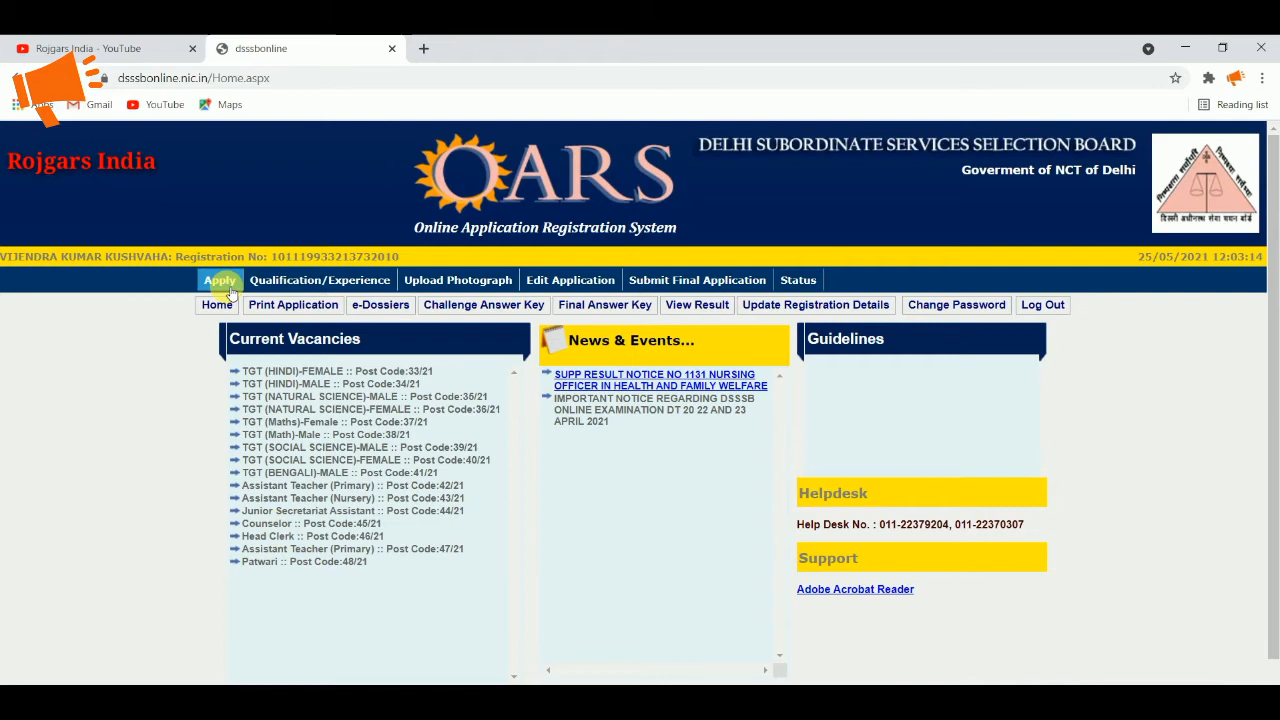 Rojgars India - YouTube
dsssbonline
dsssbonline.nic.in/Home.aspx
Gmail
YouTube
Maps
Reading list
Rojgars India
OARS
Online Application Registration System
DELHI SUBORDINATE SERVICES SELECTION BOARD
Goverment of NCT of Delhi
VIJENDRA KUMAR KUSHVAHA: Registration No: 101119933213732010
25/05/2021 12:03:14
Apply
Qualification/Experience
Upload Photograph
Edit Application
Submit Final Application
Status
Home
Print Application
e-Dossiers
Challenge Answer Key
Final Answer Key
View Result
Update Registration Details
Change Password
Log Out
Current Vacancies
TGT (HINDI)-FEMALE :: Post Code:33/21
TGT (HINDI)-MALE :: Post Code:34/21
TGT (NATURAL SCIENCE)-MALE :: Post Code:35/21
TGT (NATURAL SCIENCE)-FEMALE :: Post Code:36/21
TGT (Maths)-Female :: Post Code:37/21
TGT (Math)-Male :: Post Code:38/21
TGT (SOCIAL SCIENCE)-MALE :: Post Code:39/21
TGT (SOCIAL SCIENCE)-FEMALE :: Post Code:40/21
TGT (BENGALI)-MALE :: Post Code:41/21
Assistant Teacher (Primary) :: Post Code:42/21
Assistant Teacher (Nursery) :: Post Code:43/21
Junior Secretariat Assistant :: Post Code:44/21
Counselor :: Post Code:45/21
Head Clerk :: Post Code:46/21
Assistant Teacher (Primary) :: Post Code:47/21
Patwari :: Post Code:48/21
News & Events...
SUPP RESULT NOTICE NO 1131 NURSING
OFFICER IN HEALTH AND FAMILY WELFARE
IMPORTANT NOTICE REGARDING DSSSB
ONLINE EXAMINATION DT 20 22 AND 23
APRIL 2021
Guidelines
Helpdesk
Help Desk No. : 011-22379204, 011-22370307
Support
Adobe Acrobat Reader